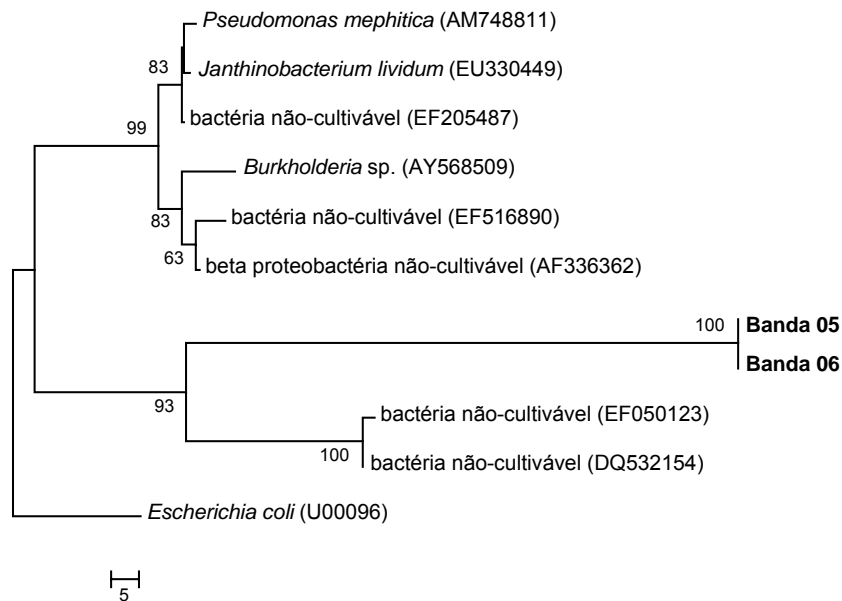 Pseudomonas mephitica (AM748811)
83
Janthinobacterium lividum (EU330449)
bactéria não-cultivável (EF205487)
99
Burkholderia sp. (AY568509)
83
bactéria não-cultivável (EF516890)
63
beta proteobactéria não-cultivável (AF336362)
100
Banda 05
Banda 06
93
bactéria não-cultivável (EF050123)
100
bactéria não-cultivável (DQ532154)
Escherichia coli (U00096)
5